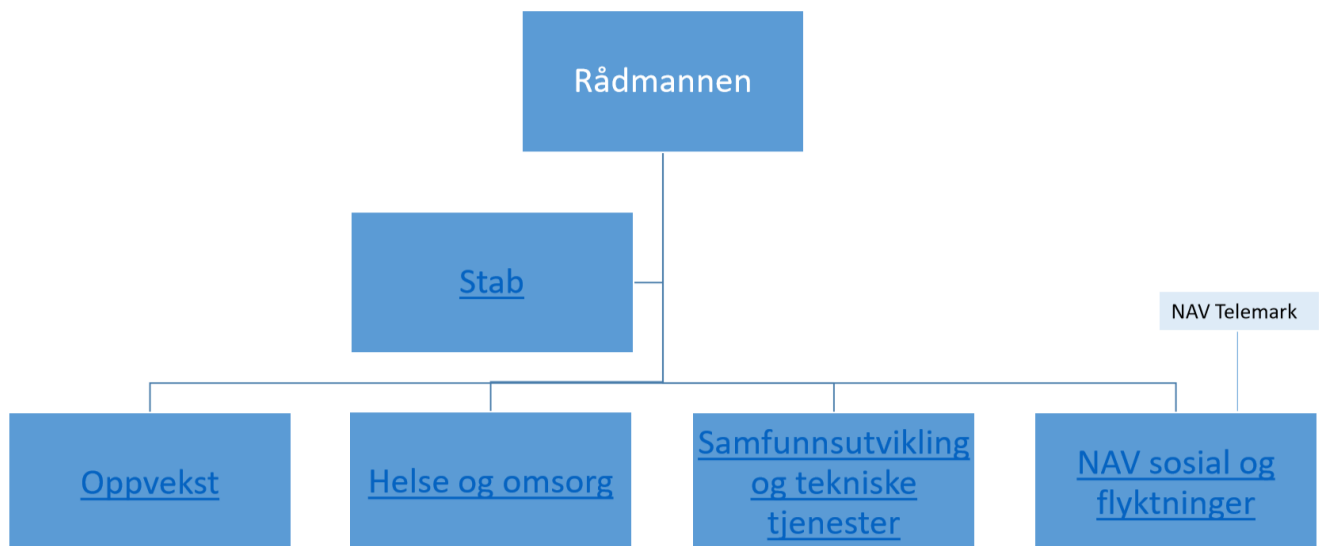 Rådmannen
Stab
NAV Telemark
Oppvekst
Helse og omsorg
Samfunnsutvikling
og tekniske
tjenester
NAV sosial og
flyktninger